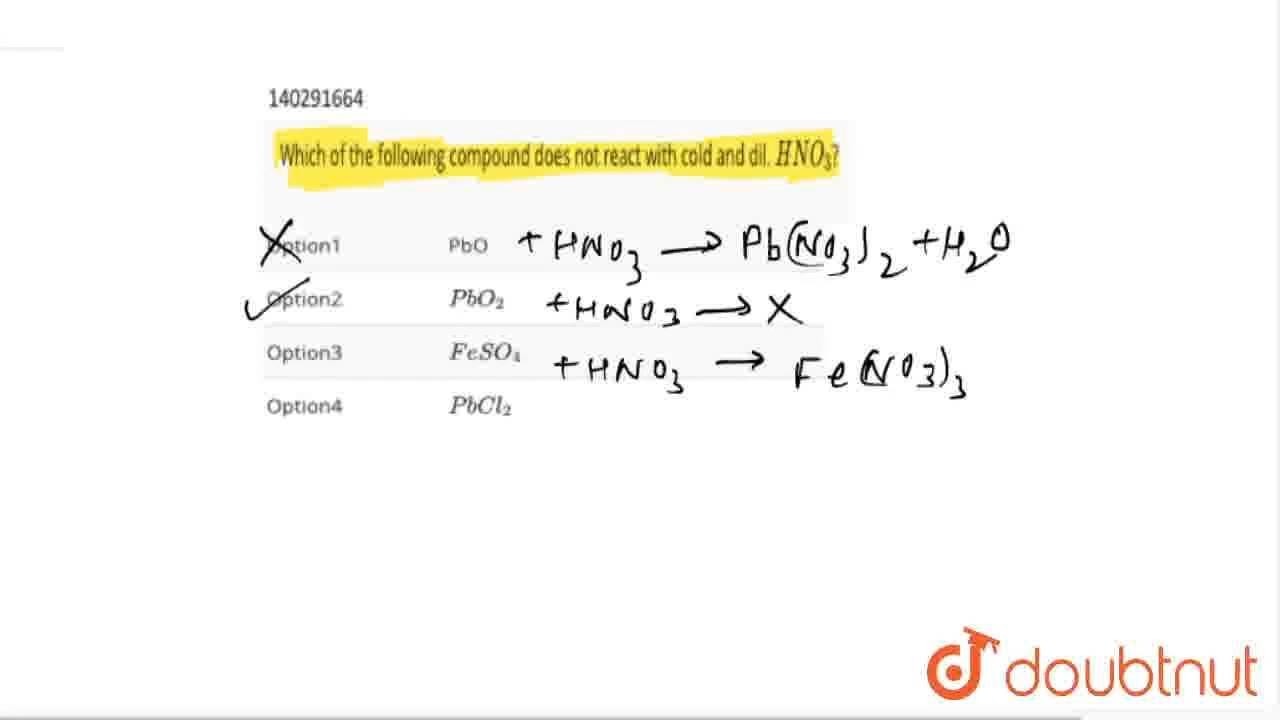 140291664
Which of the following compound does not react with cold and dil. HNO₃?
Option1 PbO + HNO₃ → Pb(NO₃)₂ + H₂O
Option2 PbO₂ + HNO₃ → X
Option3 FeSO₄ + HNO₃ → Fe(NO₃)₃
Option4 PbCl₂
doubtnut